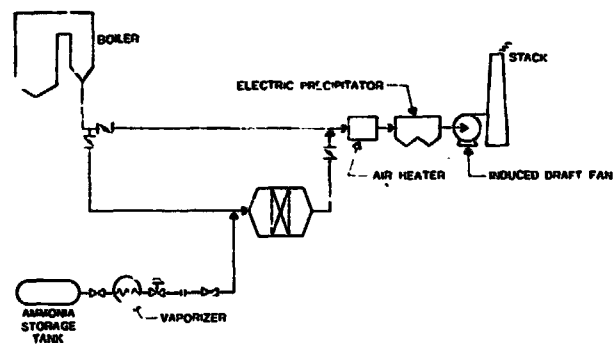 BOILER
STACK
ELECTRIC PRECIPITATOR
AIR HEATER
INDUCED DRAFT FAN
AMMONIA
STORAGE
TANK
VAPORIZER